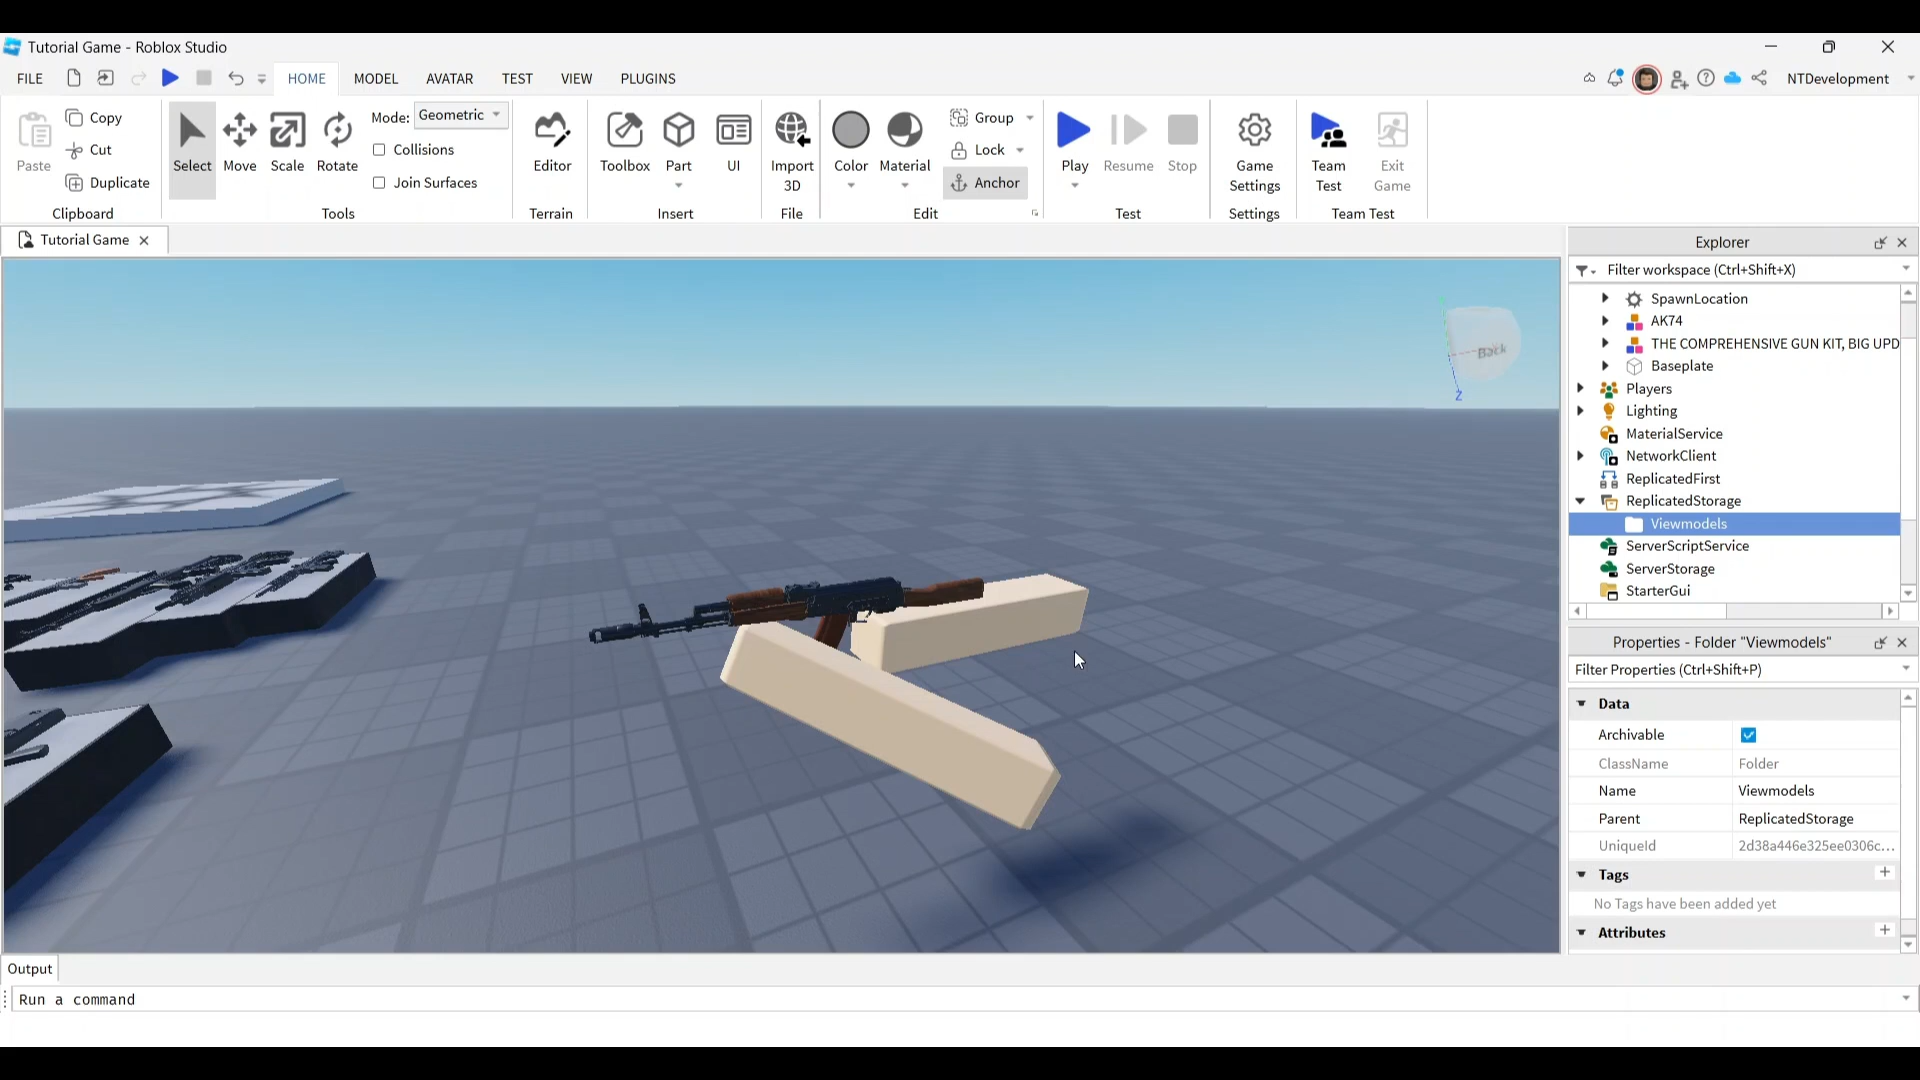 Tutorial Game - Roblox Studio
FILE HOME MODEL AVATAR TEST VIEW PLUGINS NTDevelopment
Paste
Copy
Cut
Duplicate
Clipboard
Select
Move
Scale
Rotate
Mode: Geometric
Collisions
Join Surfaces
Tools
Editor
Terrain
Toolbox
Part
UI
Insert
Import
3D
File
Color
Material
Group
Lock
Anchor
Edit
Play
Resume
Stop
Test
Game
Settings
Settings
Team
Test
Exit
Game
Team Test
Tutorial Game
Back
Z
Explorer
Filter workspace (Ctrl+Shift+X)
SpawnLocation
AK74
THE COMPREHENSIVE GUN KIT, BIG UPD
Baseplate
Players
Lighting
MaterialService
NetworkClient
ReplicatedFirst
ReplicatedStorage
Viewmodels
ServerScriptService
ServerStorage
StarterGui
Properties - Folder "Viewmodels"
Filter Properties (Ctrl+Shift+P)
Data
Archivable
ClassName Folder
Name Viewmodels
Parent ReplicatedStorage
UniqueId 2d38a446e325ee0306c...
Tags
No Tags have been added yet
Attributes
Output
Run a command